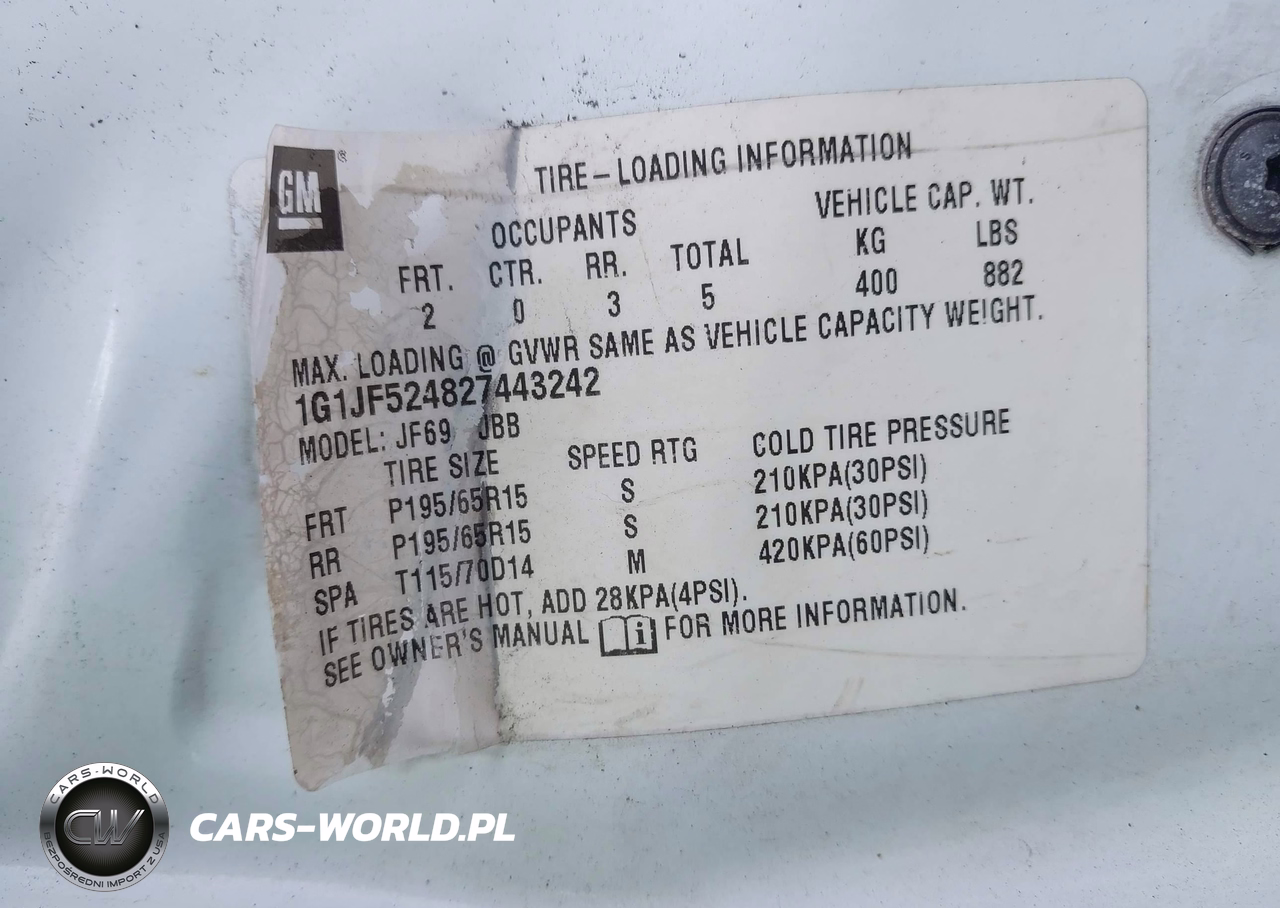 GM ®
TIRE-LOADING INFORMATION
OCCUPANTS VEHICLE CAP. WT.
FRT. CTR. RR. TOTAL KG LBS
2 0 3 5 400 882
MAX. LOADING @ GVWR SAME AS VEHICLE CAPACITY WEIGHT.
1G1JF524827443242
MODEL: JF69 JBB
TIRE SIZE SPEED RTG COLD TIRE PRESSURE
FRT P195/65R15 S 210KPA(30PSI)
RR P195/65R15 S 210KPA(30PSI)
SPA T115/70D14 M 420KPA(60PSI)
IF TIRES ARE HOT, ADD 28KPA(4PSI).
SEE OWNER'S MANUAL i FOR MORE INFORMATION.
CARS-WORLD
CW
BEZPOŚREDNI IMPORT Z USA
CARS-WORLD.PL